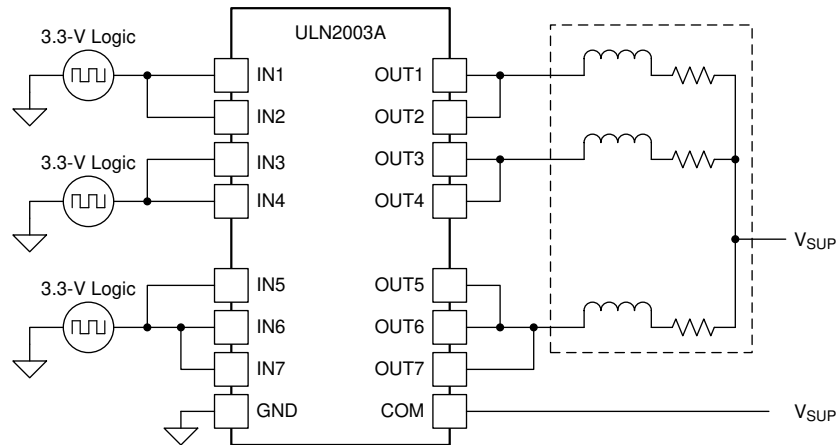 ULN2003A
3.3-V Logic
IN1
OUT1
IN2
OUT2
3.3-V Logic
IN3
OUT3
IN4
OUT4
3.3-V Logic
IN5
OUT5
IN6
OUT6
IN7
OUT7
GND
COM
VSUP
VSUP